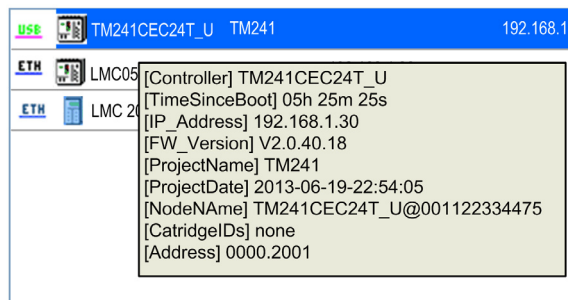 USB TM241CEC24T_U TM241 192.168.1
ETH LMC05
ETH LMC 20
[Controller] TM241CEC24T_U
[TimeSinceBoot] 05h 25m 25s
[IP_Address] 192.168.1.30
[FW_Version] V2.0.40.18
[ProjectName] TM241
[ProjectDate] 2013-06-19-22:54:05
[NodeNAme] TM241CEC24T_U@001122334475
[CatridgeIDs] none
[Address] 0000.2001